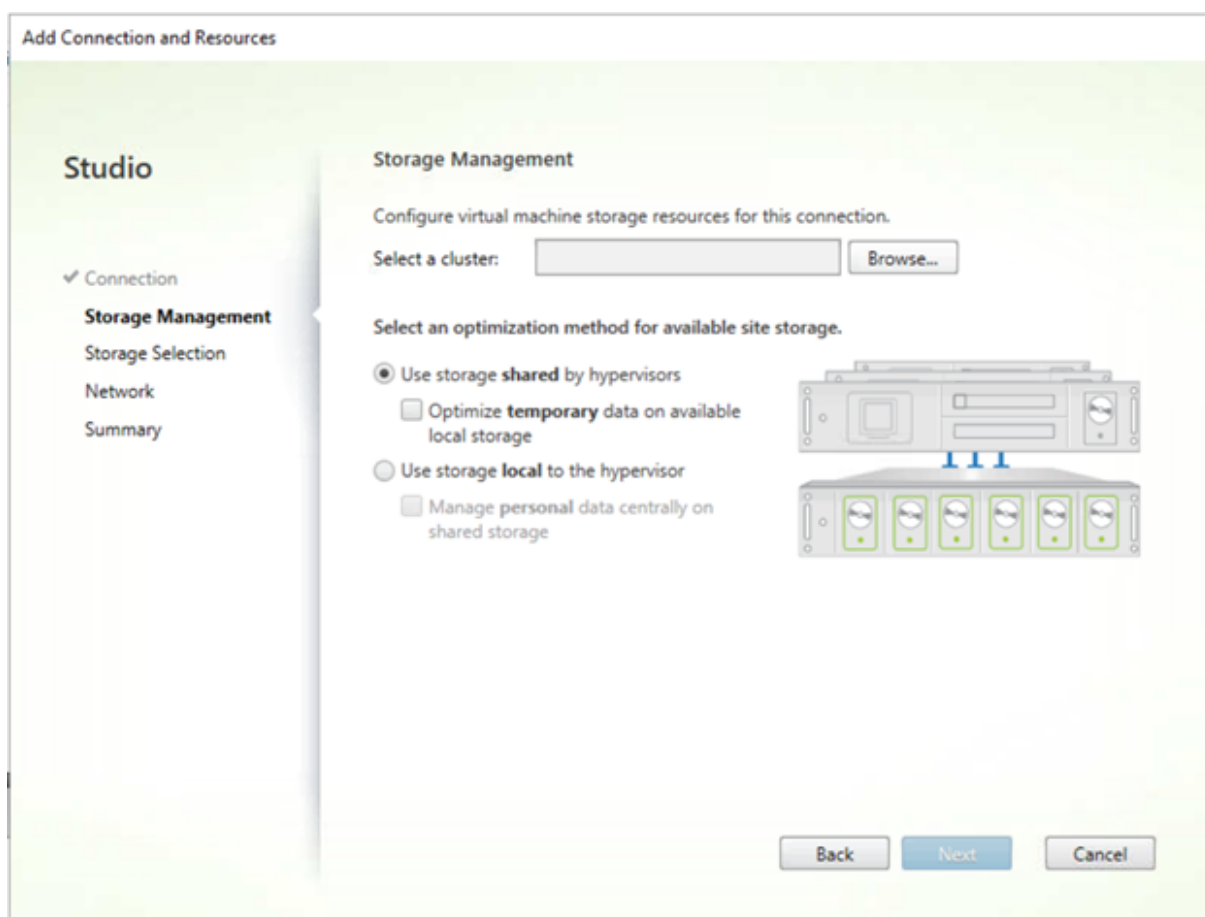 Add Connection and Resources
Studio
Connection
Storage Management
Storage Selection
Network
Summary
Storage Management
Configure virtual machine storage resources for this connection.
Select a cluster:
Browse...
Select an optimization method for available site storage.
Use storage shared by hypervisors
Optimize temporary data on available
local storage
Use storage local to the hypervisor
Manage personal data centrally on
shared storage
Back
Next
Cancel